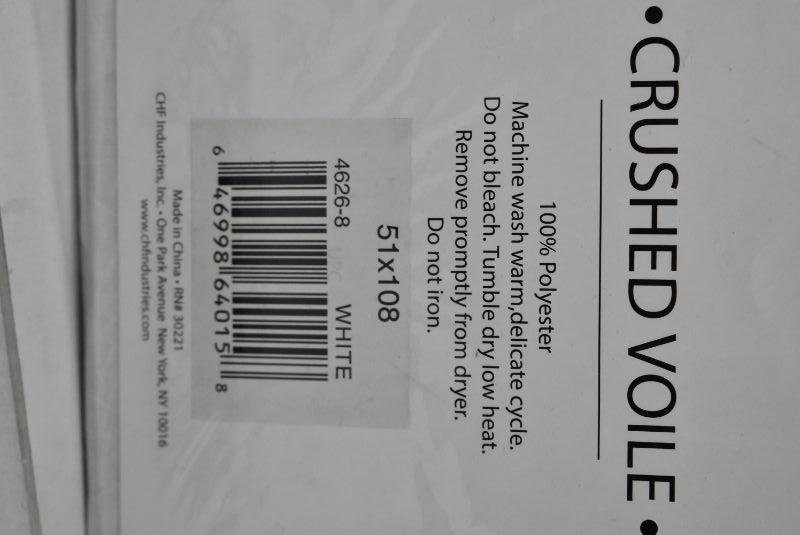 •CRUSHED VOILE•
100% Polyester
Machine wash warm,delicate cycle.
Do not bleach. Tumble dry low heat.
Remove promptly from dryer.
Do not iron.
51x108
4626-8 WHITE
6 46998 64015 8
Made in China • RN# 30221
CHF Industries, Inc. • One Park Avenue New York, NY 10016
www.chfindustries.com